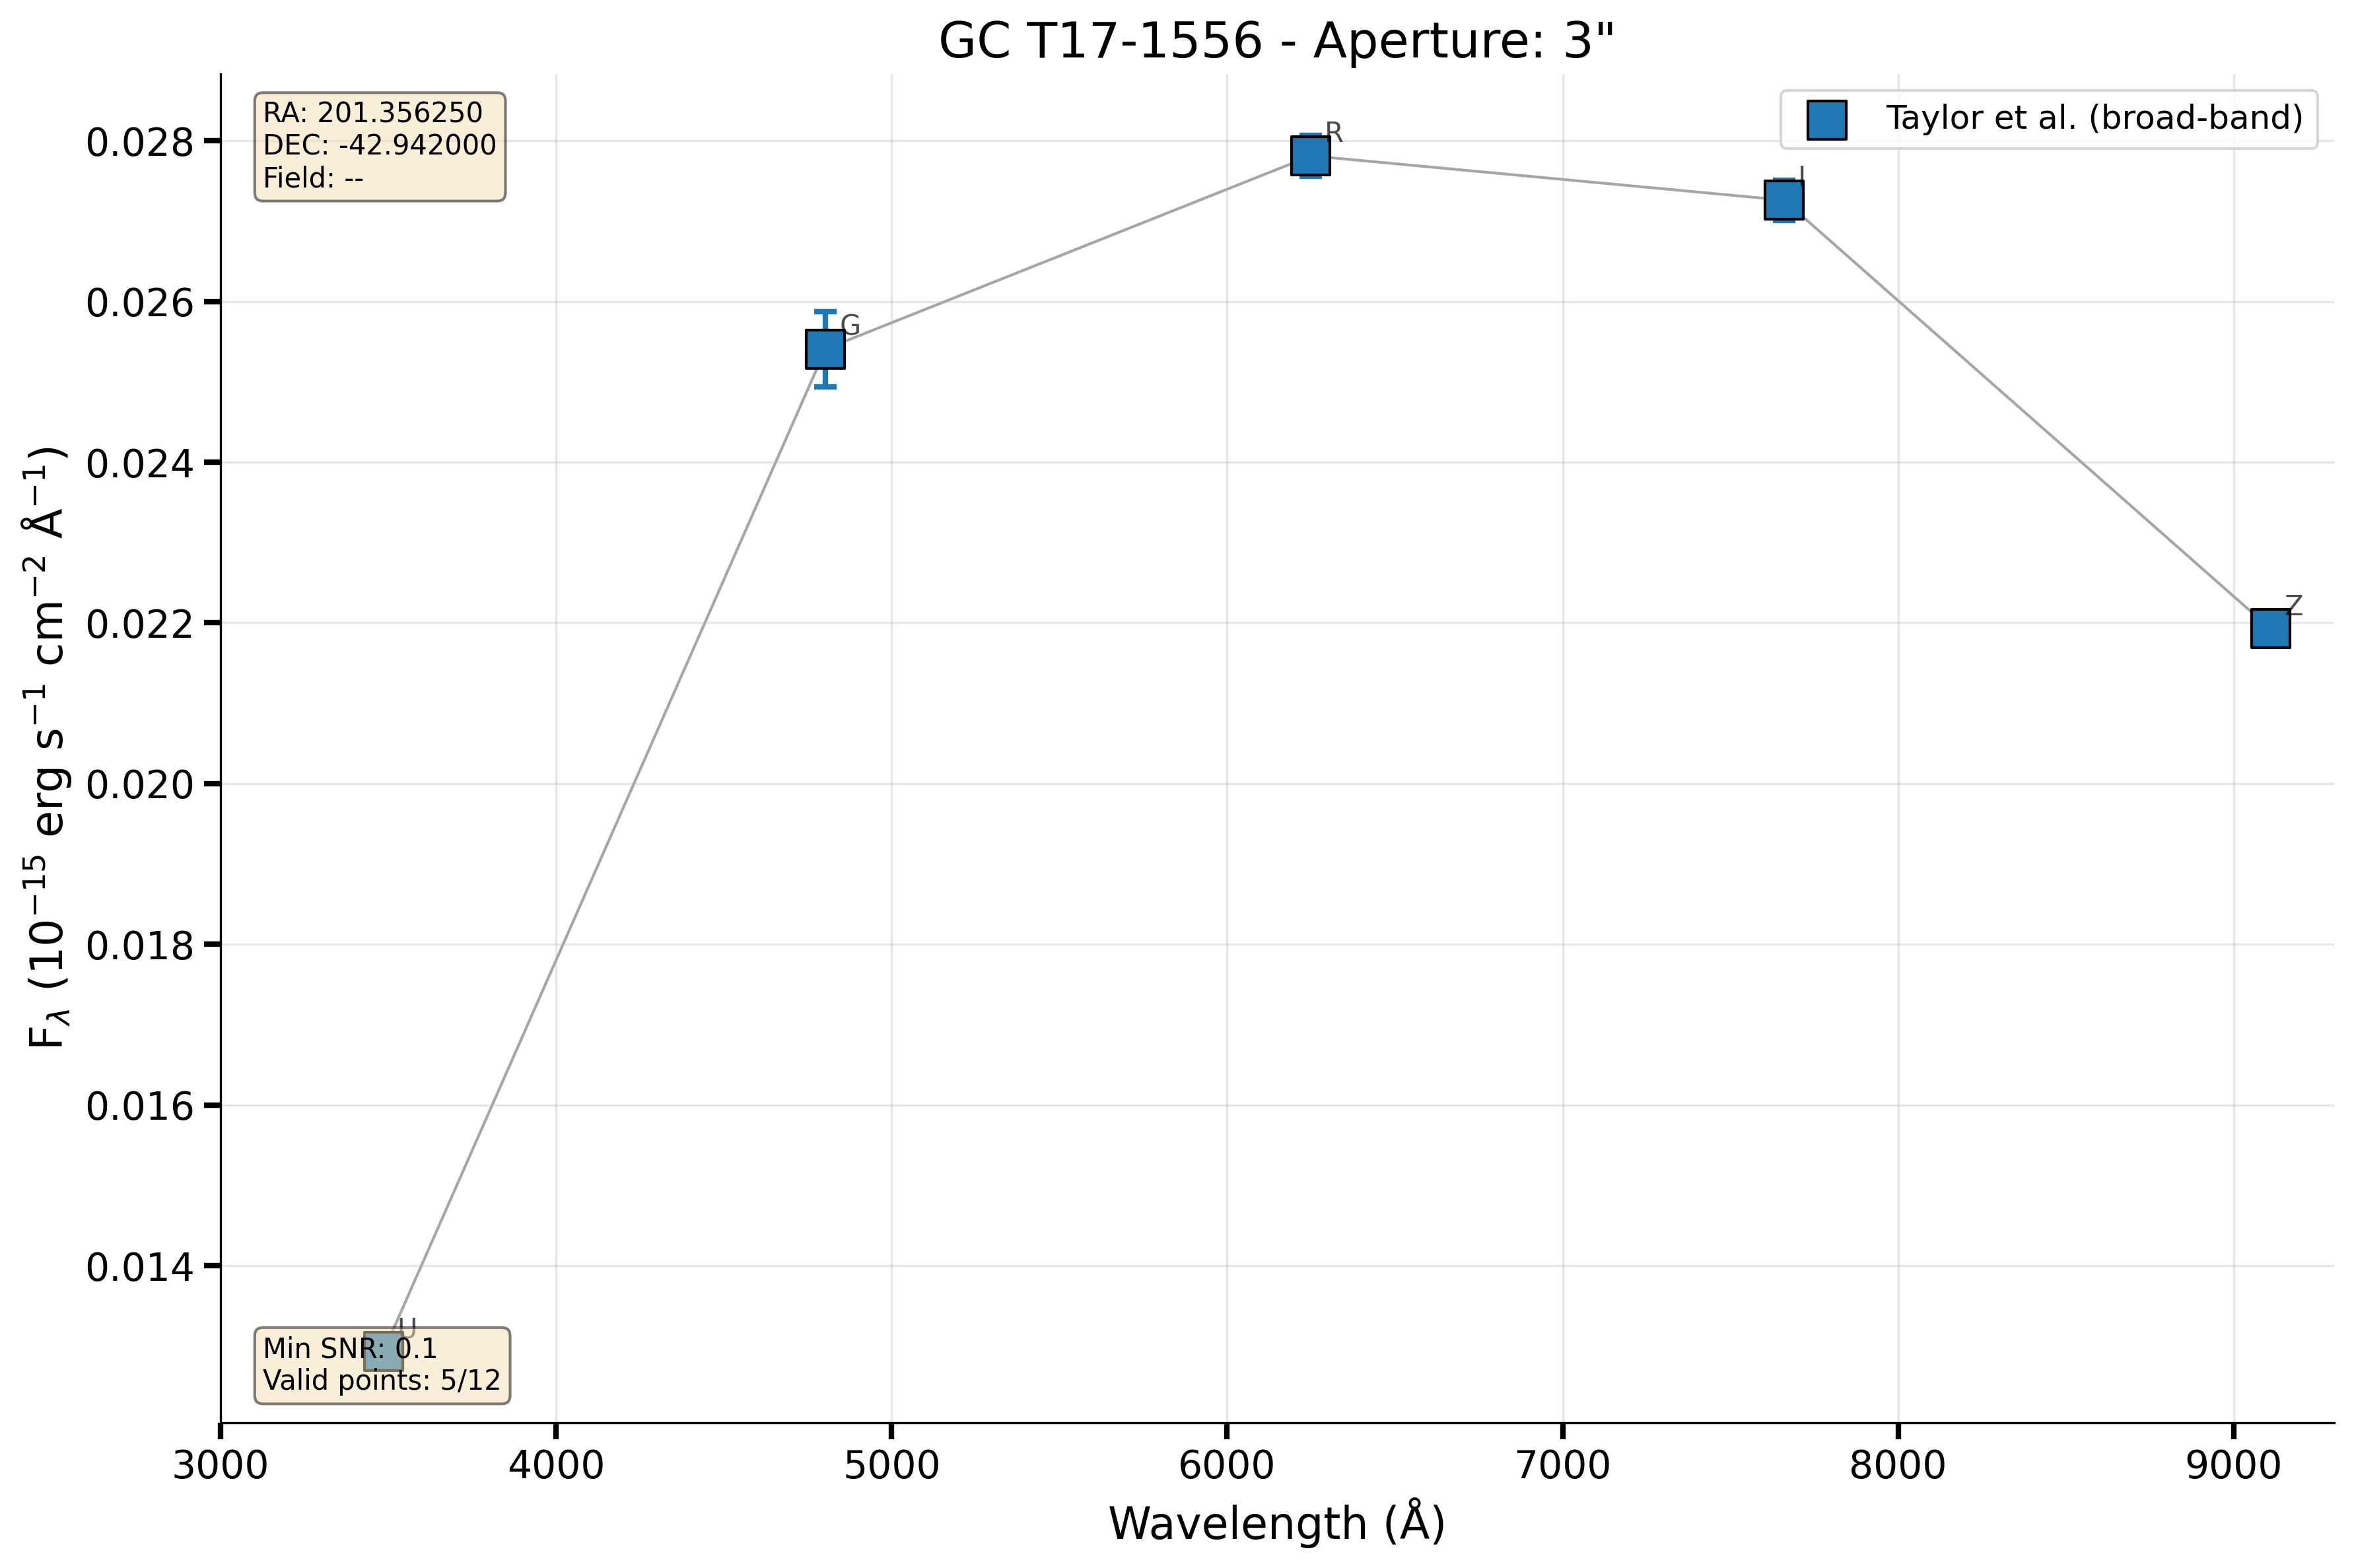 GC T17-1556 - Aperture: 3"
RA: 201.356250
DEC: -42.942000
Field: --
Taylor et al. (broad-band)
R
I
G
Z
U
Min SNR: 0.1
Valid points: 5/12
0.028
0.026
0.024
0.022
0.020
0.018
0.016
0.014
F_λ (10⁻¹⁵ erg s⁻¹ cm⁻² Å⁻¹)
3000 4000 5000 6000 7000 8000 9000
Wavelength (Å)